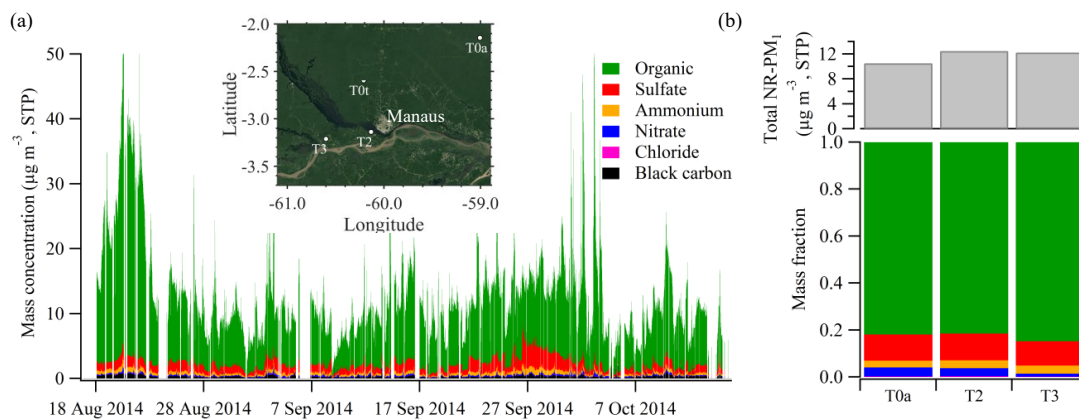 (a)
Mass concentration (µg m⁻³, STP)
50
40
30
20
10
0
18 Aug 2014
28 Aug 2014
7 Sep 2014
17 Sep 2014
27 Sep 2014
7 Oct 2014
Latitude
-2.0
-2.5
-3.0
-3.5
T0a
T0t
Manaus
T3
T2
-61.0
-60.0
-59.0
Longitude
Organic
Sulfate
Ammonium
Nitrate
Chloride
Black carbon
(b)
Total NR-PM₁
(µg m⁻³, STP)
12
8
4
0
Mass fraction
1.0
0.8
0.6
0.4
0.2
0.0
T0a
T2
T3